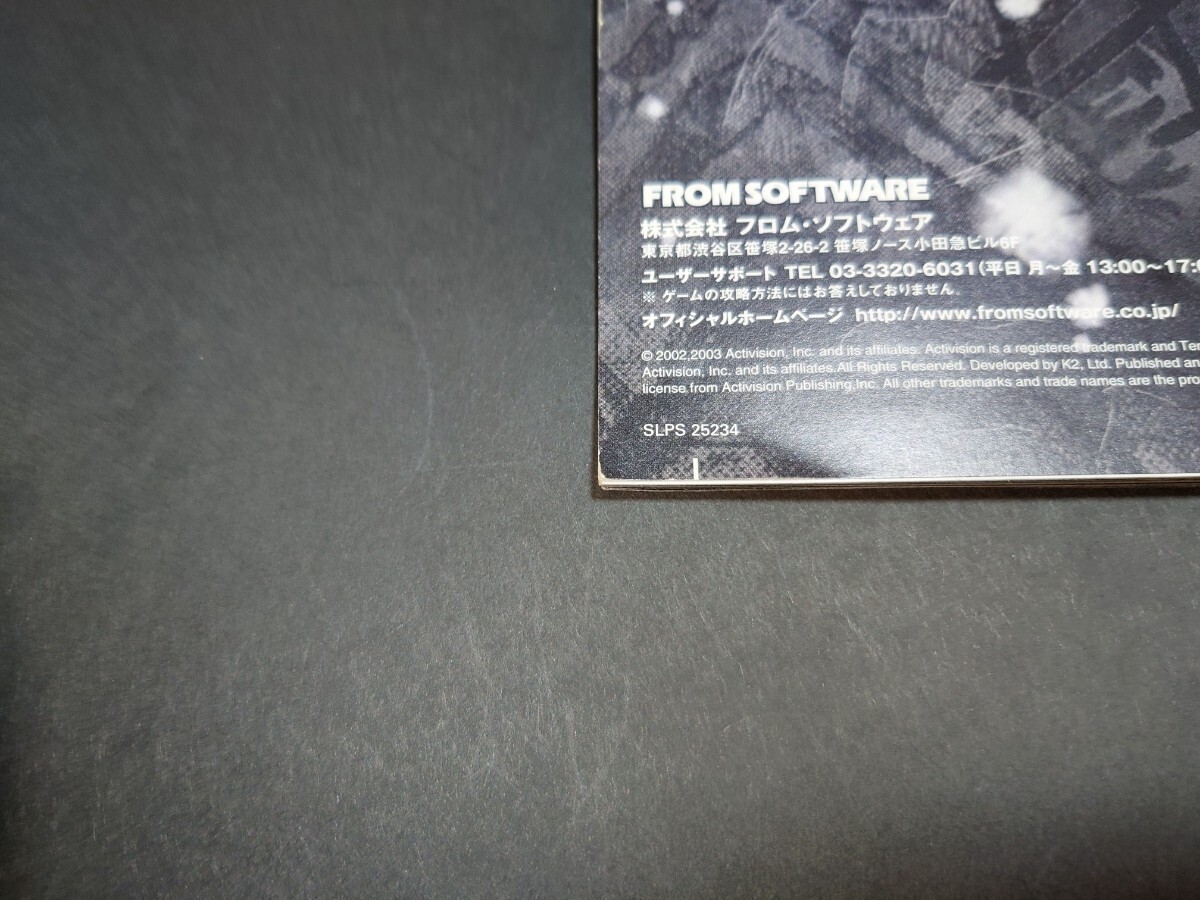 FROM SOFTWARE
株式会社 フロム・ソフトウェア
東京都渋谷区笹塚2-26-2 笹塚ノース小田急ビル6F
ユーザーサポート TEL 03-3320-6031(平日 月~金 13:00~17:0
※ ゲームの攻略方法にはお答えしておりません。
オフィシャルホームページ http://www.fromsoftware.co.jp/
© 2002,2003 Activision, Inc. and its affiliates. Activision is a registered trademark and Ten
Activision, Inc. and its affiliates.All Rights Reserved. Developed by K2, Ltd. Published and
license from Activision Publishing,Inc. All other trademarks and trade names are the pro
SLPS 25234